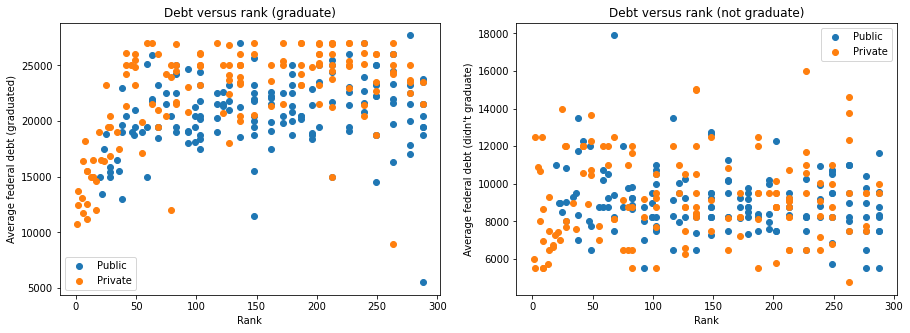 Debt versus rank (graduate)
Average federal debt (graduated)
25000
20000
15000
10000
5000
Public
Private
0
50
100
150
200
250
300
Rank
Debt versus rank (not graduate)
Average federal debt (didn't graduate)
18000
16000
14000
12000
10000
8000
6000
Public
Private
0
50
100
150
200
250
300
Rank